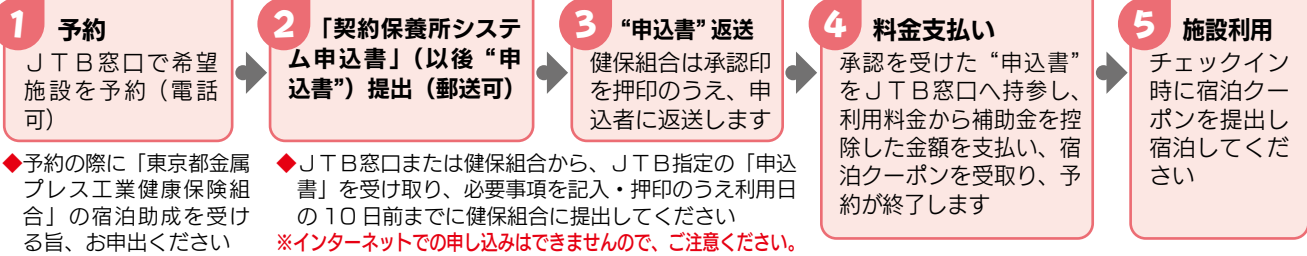 1 予約
JTB窓口で希望
施設を予約(電話
可)
◆予約の際に「東京都金属
プレス工業健康保険組
合」の宿泊助成を受け
る旨、お申出ください
2 「契約保養所システ
ム申込書」(以後“申
込書”)提出(郵送可)
3 “申込書”返送
健保組合は承認印
を押印のうえ、申
込者に返送します
◆JTB窓口または健保組合から、JTB指定の「申込
書」を受け取り、必要事項を記入・押印のうえ利用日
の10日前までに健保組合に提出してください
※インターネットでの申し込みはできませんので、ご注意ください。
4 料金支払い
承認を受けた“申込書”
をJTB窓口へ持参し、
利用料金から補助金を控
除した金額を支払い、宿
泊クーポンを受取り、予
約が終了します
5 施設利用
チェックイン
時に宿泊クー
ポンを提出し
宿泊してくだ
さい